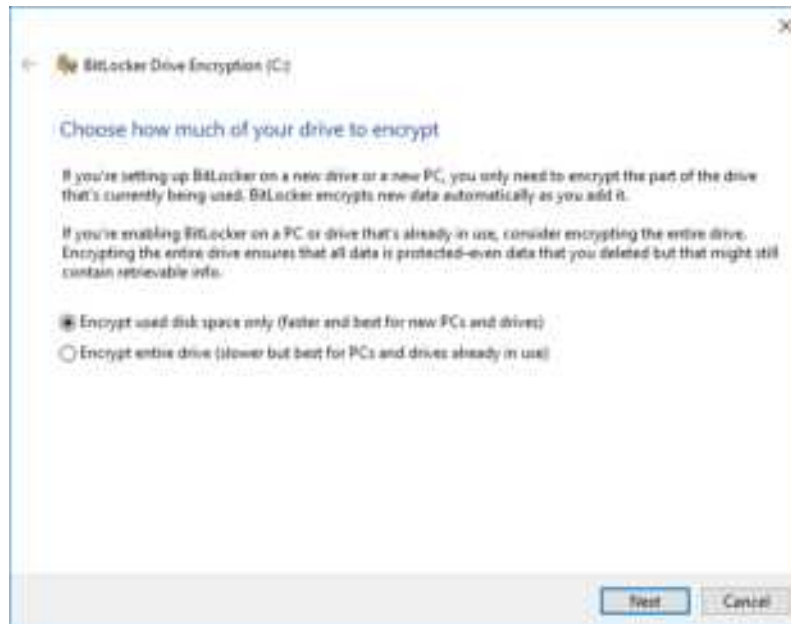 BitLocker Drive Encryption (C:)
Choose how much of your drive to encrypt
If you're setting up BitLocker on a new drive or a new PC, you only need to encrypt the part of the drive
that's currently being used. BitLocker encrypts new data automatically as you add it.
If you're enabling BitLocker on a PC or drive that's already in use, consider encrypting the entire drive.
Encrypting the entire drive ensures that all data is protected–even data that you deleted but that might still
contain retrievable info.
Encrypt used disk space only (faster and best for new PCs and drives)
Encrypt entire drive (slower but best for PCs and drives already in use)
Next Cancel